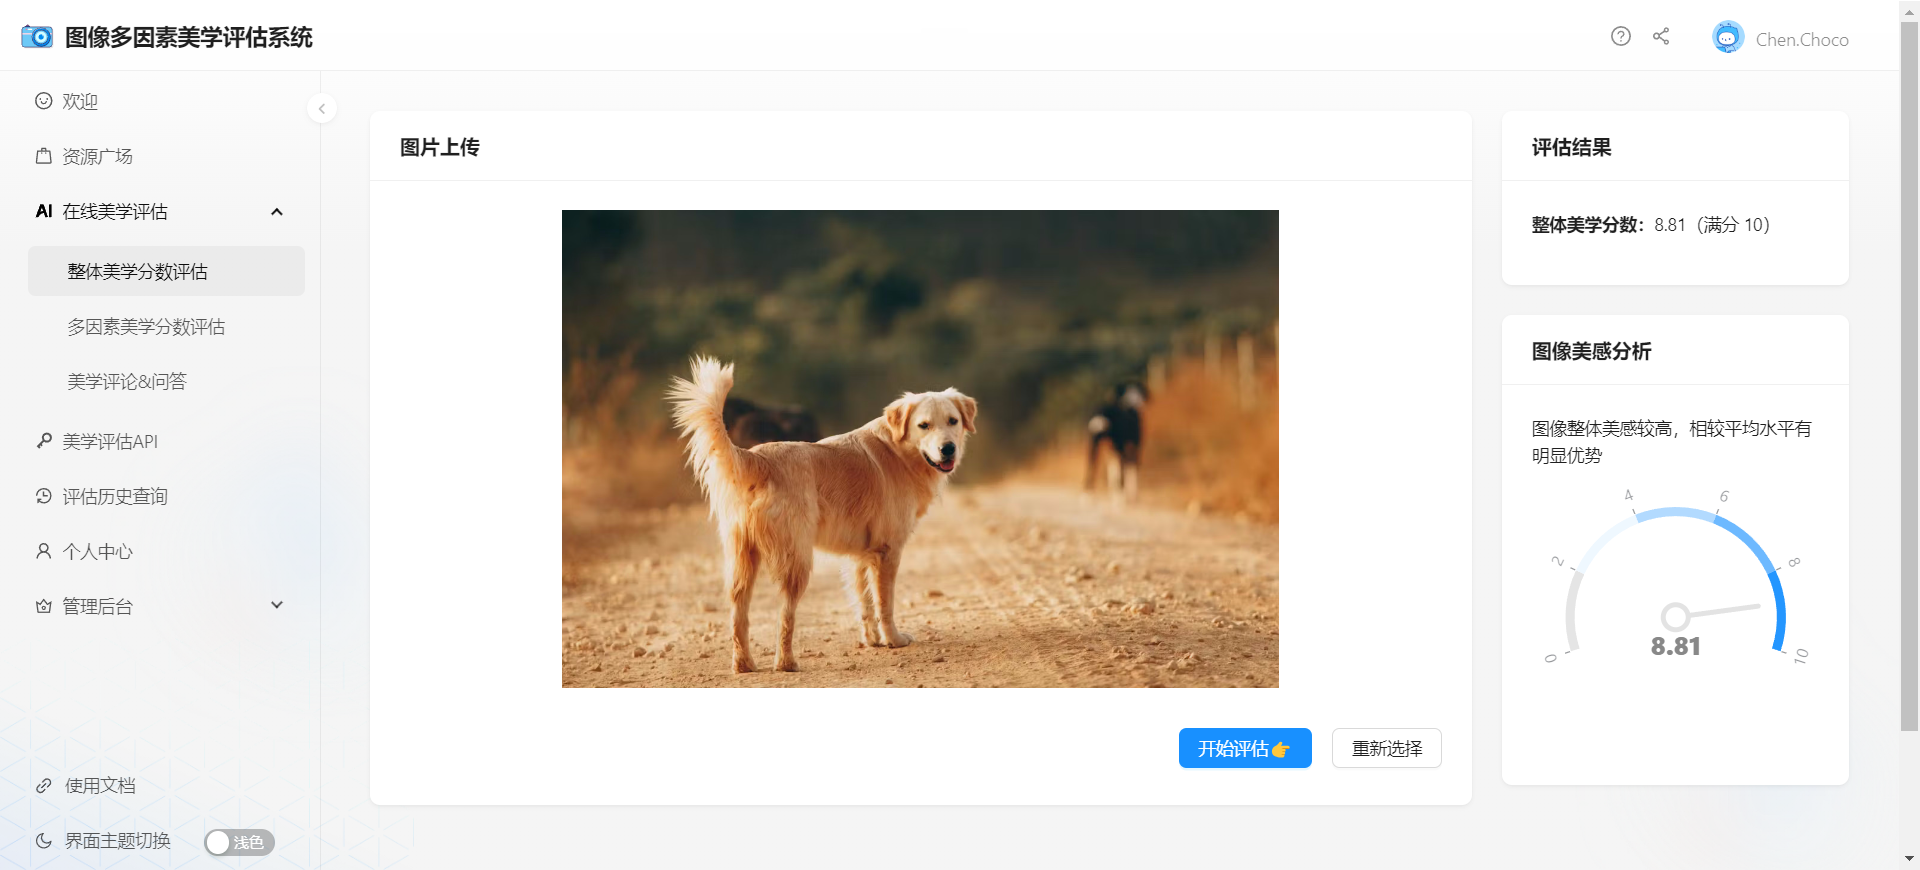 图像多因素美学评估系统
Chen.Choco
欢迎
资源广场
AI 在线美学评估
整体美学分数评估
多因素美学分数评估
美学评论&问答
美学评估API
评估历史查询
个人中心
管理后台
使用文档
界面主题切换 浅色
图片上传
开始评估👉 重新选择
评估结果
整体美学分数：8.81（满分 10）
图像美感分析
图像整体美感较高，相较平均水平有
明显优势
0
2
4
6
8
10
8.81